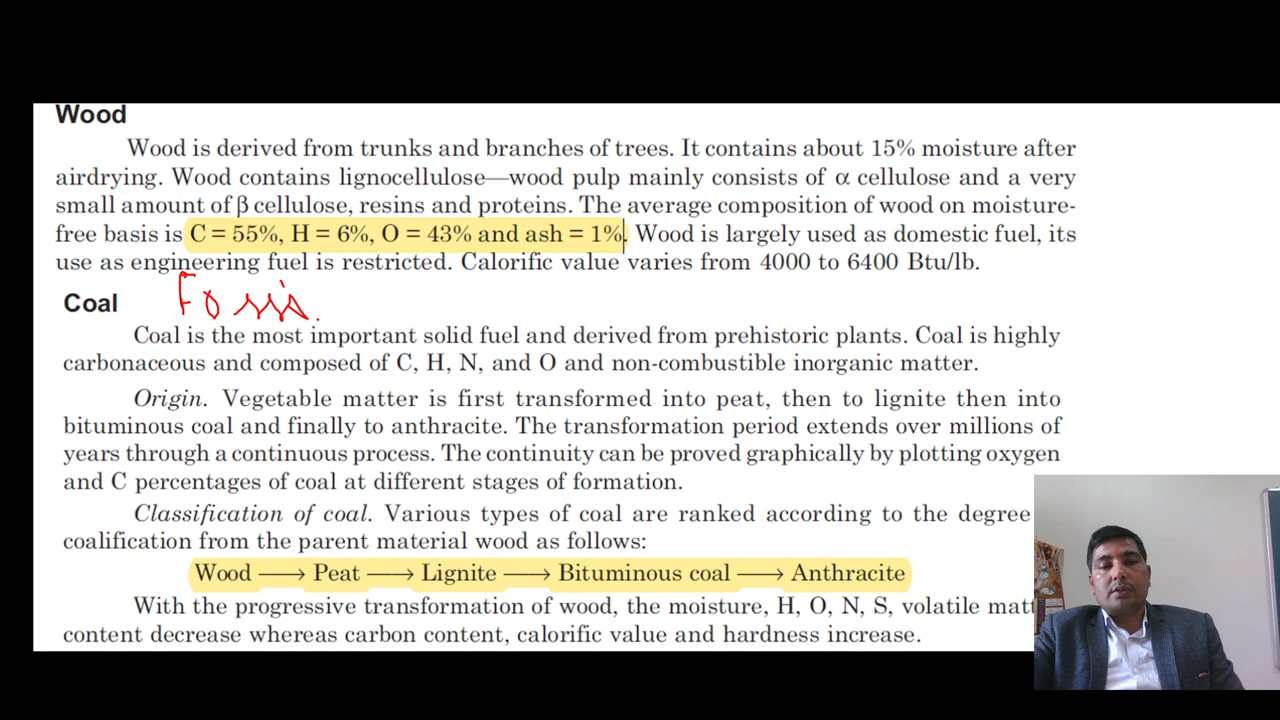 Wood
Wood is derived from trunks and branches of trees. It contains about 15% moisture after
airdrying. Wood contains lignocellulose—wood pulp mainly consists of α cellulose and a very
small amount of β cellulose, resins and proteins. The average composition of wood on moisture-
free basis is C = 55%, H = 6%, O = 43% and ash = 1%. Wood is largely used as domestic fuel, its
use as engineering fuel is restricted. Calorific value varies from 4000 to 6400 Btu/lb.
Coal
Coal is the most important solid fuel and derived from prehistoric plants. Coal is highly
carbonaceous and composed of C, H, N, and O and non-combustible inorganic matter.
Origin. Vegetable matter is first transformed into peat, then to lignite then into
bituminous coal and finally to anthracite. The transformation period extends over millions of
years through a continuous process. The continuity can be proved graphically by plotting oxygen
and C percentages of coal at different stages of formation.
Classification of coal. Various types of coal are ranked according to the degree
coalification from the parent material wood as follows:
Wood ⟶ Peat ⟶ Lignite ⟶ Bituminous coal ⟶ Anthracite
With the progressive transformation of wood, the moisture, H, O, N, S, volatile matt
content decrease whereas carbon content, calorific value and hardness increase.